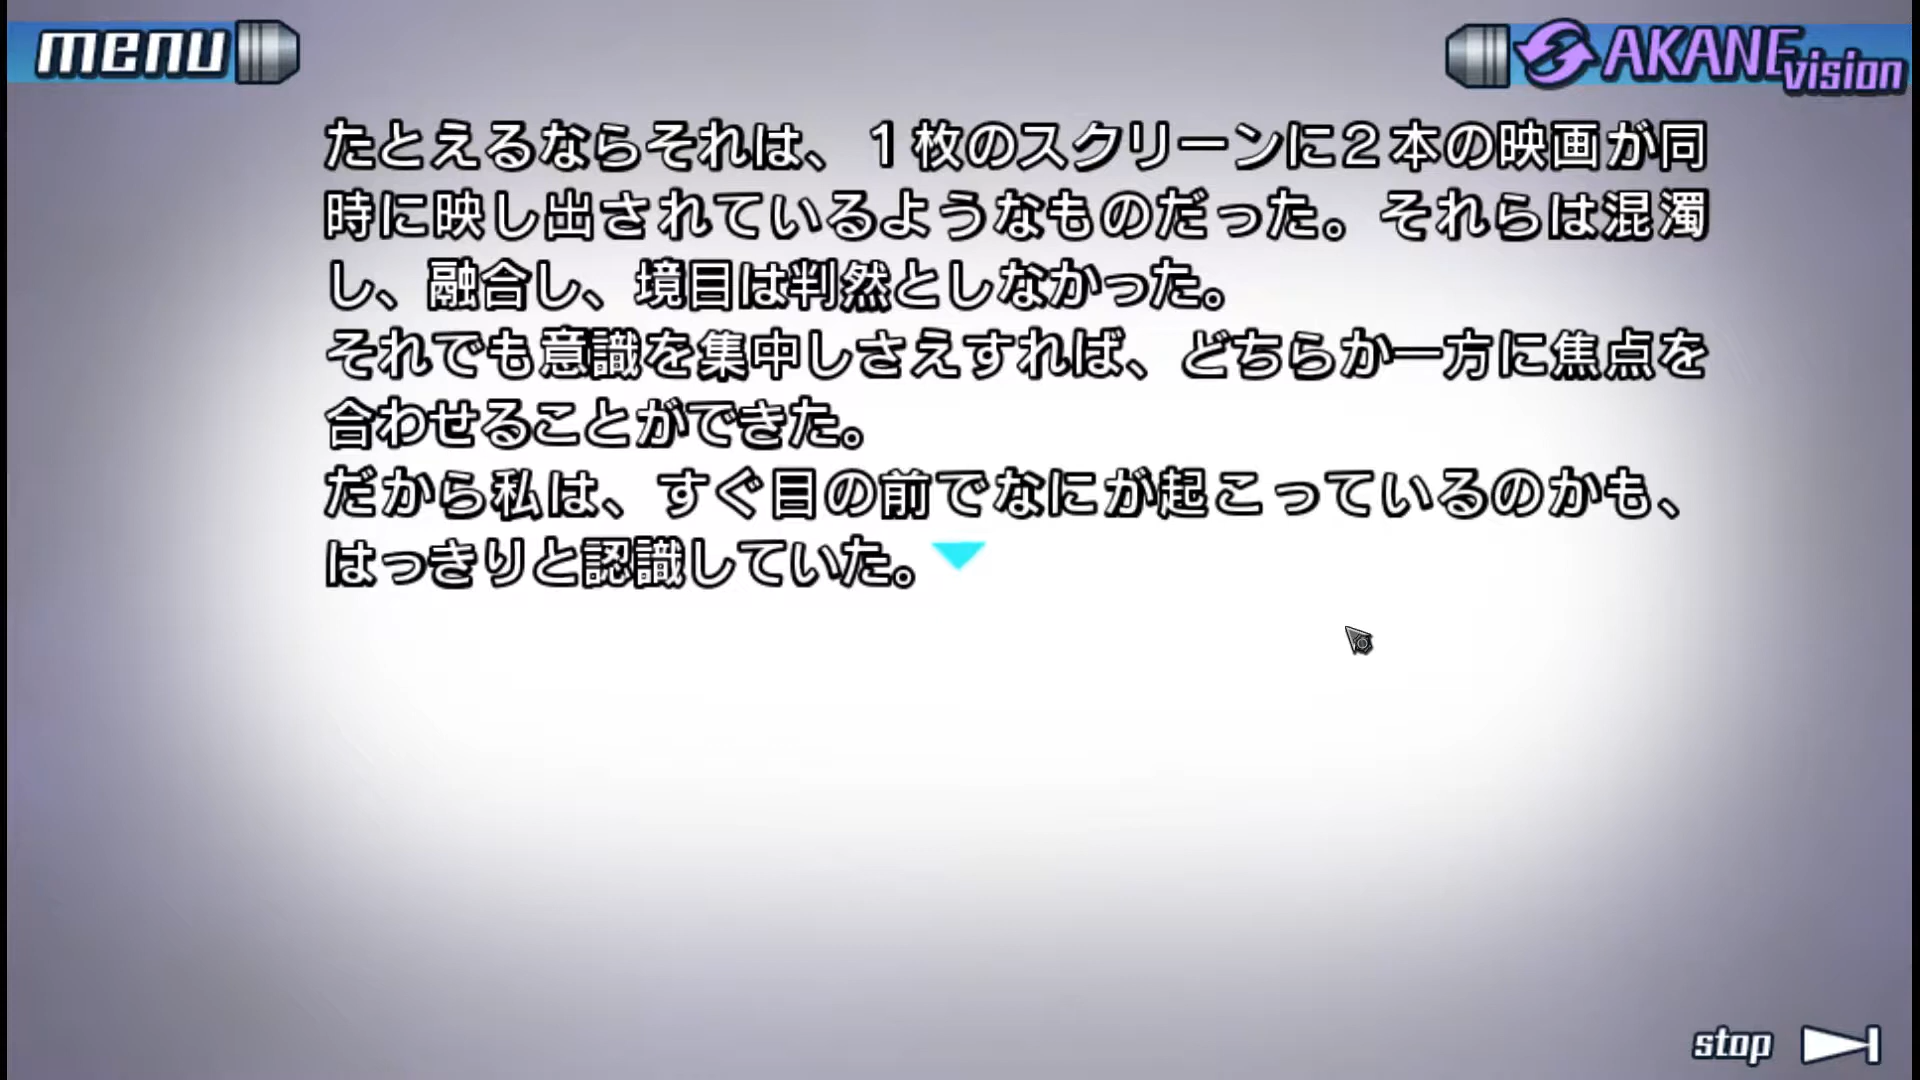 menu
AKANE vision
たとえるならそれは、１枚のスクリーンに２本の映画が同
時に映し出されているようなものだった。それらは混濁
し、融合し、境目は判然としなかった。
それでも意識を集中しさえすれば、どちらか一方に焦点を
合わせることができた。
だから私は、すぐ目の前でなにが起こっているのかも、
はっきりと認識していた。
stop